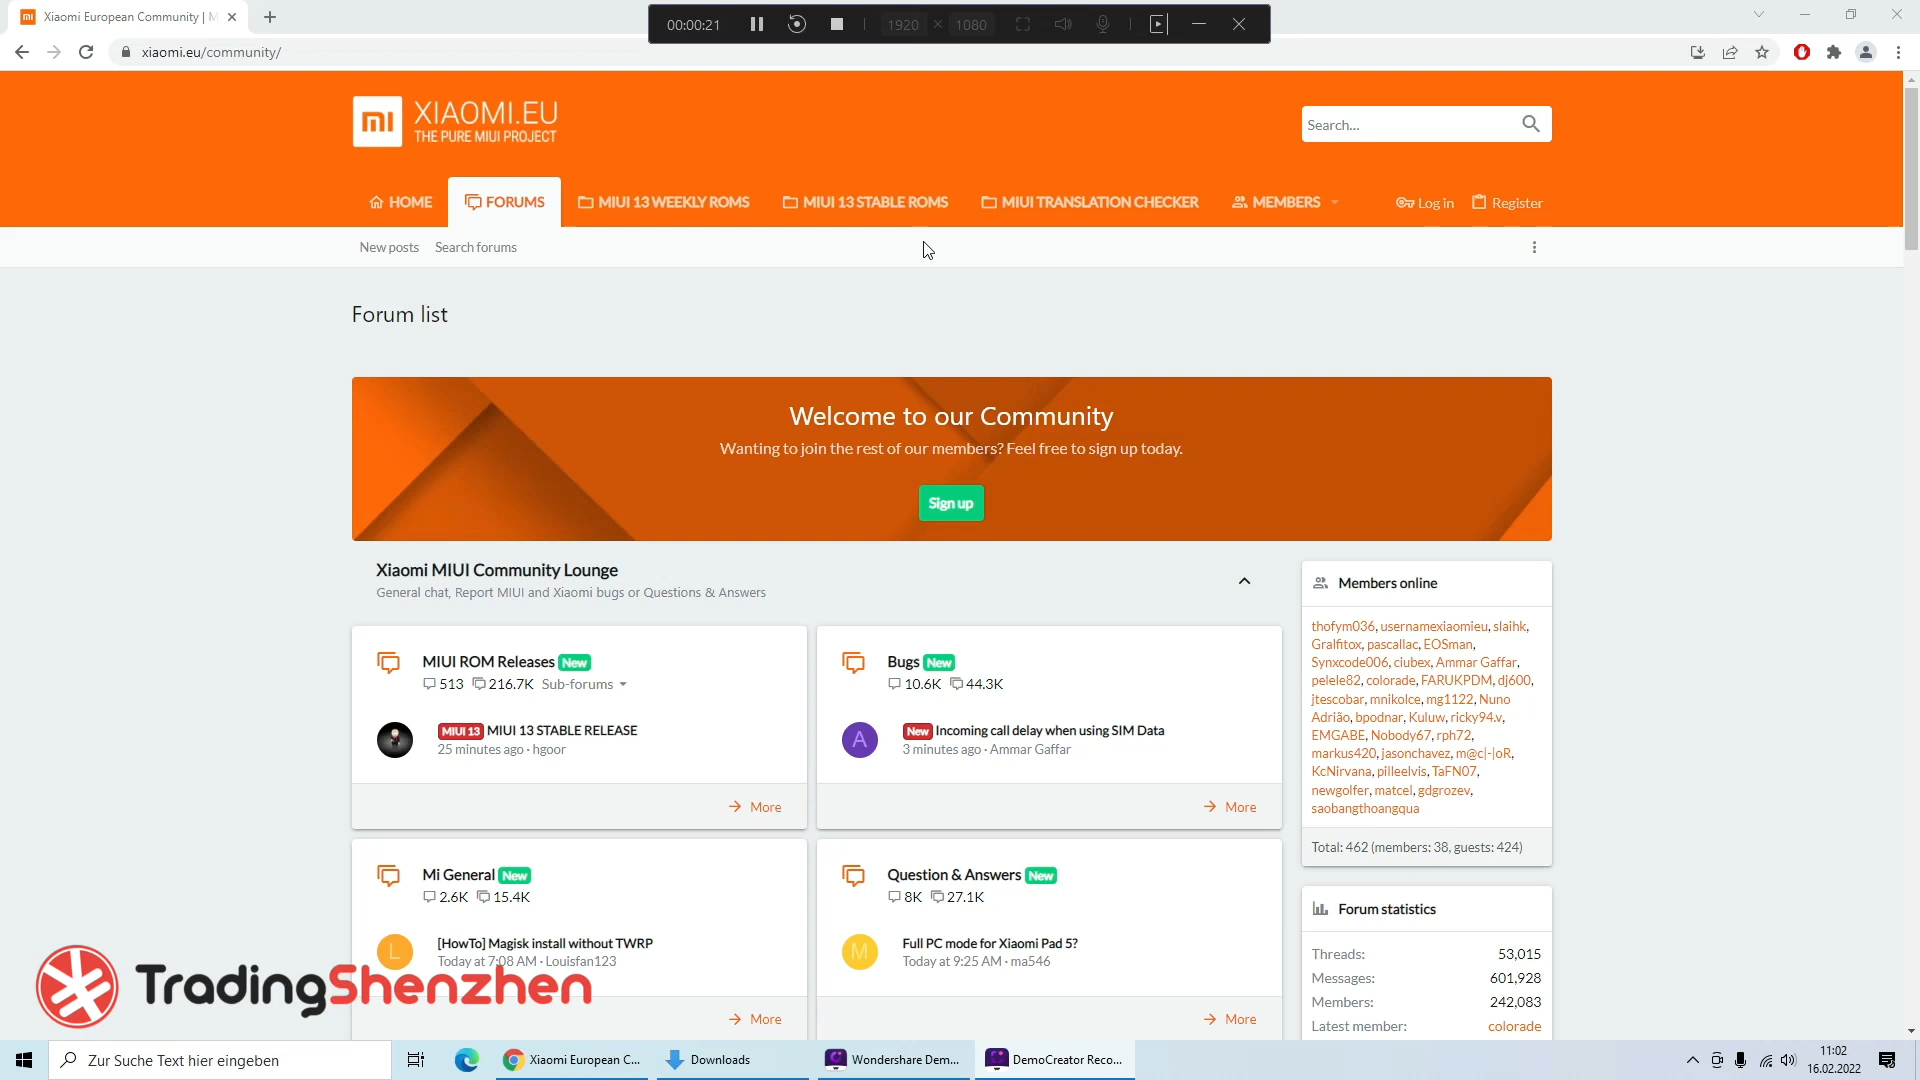 Xiaomi European Community | M
00:00:21
1920 × 1080
xiaomi.eu/community/
mi XIAOMI.EU
THE PURE MIUI PROJECT
Search...
HOME FORUMS MIUI 13 WEEKLY ROMS MIUI 13 STABLE ROMS MIUI TRANSLATION CHECKER MEMBERS Log in Register
New posts Search forums
Forum list
Welcome to our Community
Wanting to join the rest of our members? Feel free to sign up today.
Sign up
Xiaomi MIUI Community Lounge
General chat, Report MIUI and Xiaomi bugs or Questions & Answers
MIUI ROM Releases New
513 216.7K Sub-forums
MIUI 13 MIUI 13 STABLE RELEASE
25 minutes ago · hgoor
More
Bugs New
10.6K 44.3K
A
New Incoming call delay when using SIM Data
3 minutes ago · Ammar Gaffar
More
Mi General New
2.6K 15.4K
L
[HowTo] Magisk install without TWRP
Today at 7:08 AM · Louisfan123
More
Question & Answers New
8K 27.1K
M
Full PC mode for Xiaomi Pad 5?
Today at 9:25 AM · ma546
More
Members online
thofym036, usernamexiaomieu, slaihk,
Gralfitox, pascallac, EOSman,
Synxcode006, ciubex, Ammar Gaffar,
pelele82, colorade, FARUKPDM, dj600,
jtescobar, mnikolce, mg1122, Nuno
Adrião, bpodnar, Kuluw, ricky94.v,
EMGABE, Nobody67, rph72,
markus420, jasonchavez, m@c|-|oR,
KcNirvana, pilleelvis, TaFN07,
newgolfer, matcel, gdgrozev,
saobangthoangqua
Total: 462 (members: 38, guests: 424)
Forum statistics
Threads: 53,015
Messages: 601,928
Members: 242,083
Latest member: colorade
TradingShenzhen
Zur Suche Text hier eingeben
Xiaomi European C...
Downloads
Wondershare Dem...
DemoCreator Reco...
11:02
16.02.2022